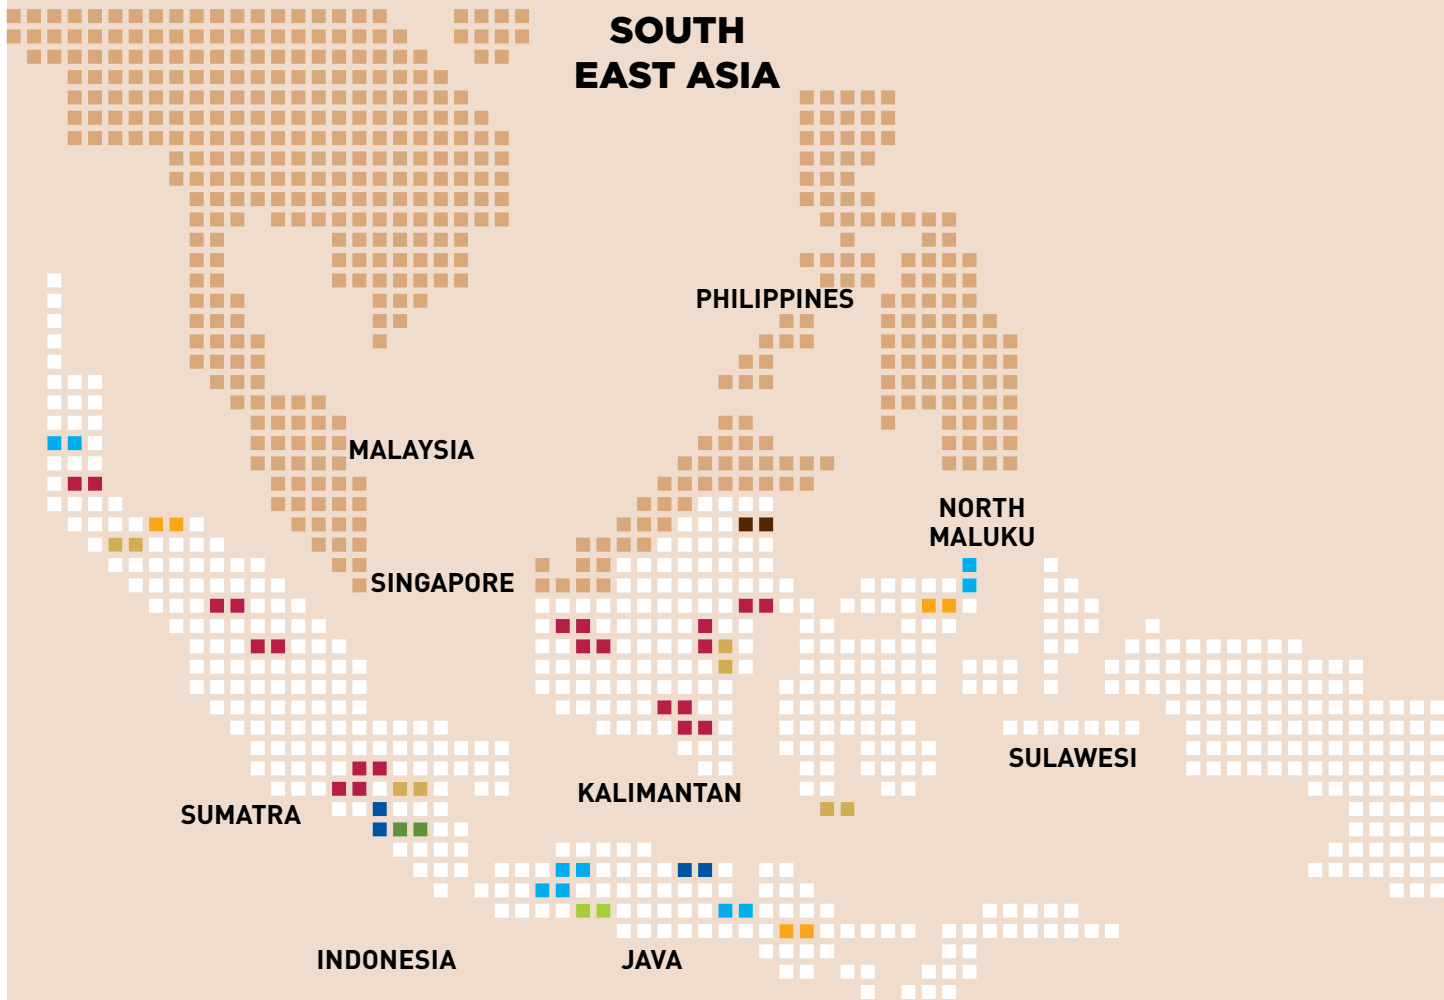 SOUTH
EAST ASIA
PHILIPPINES
MALAYSIA
NORTH
MALUKU
SINGAPORE
SULAWESI
KALIMANTAN
SUMATRA
INDONESIA
JAVA